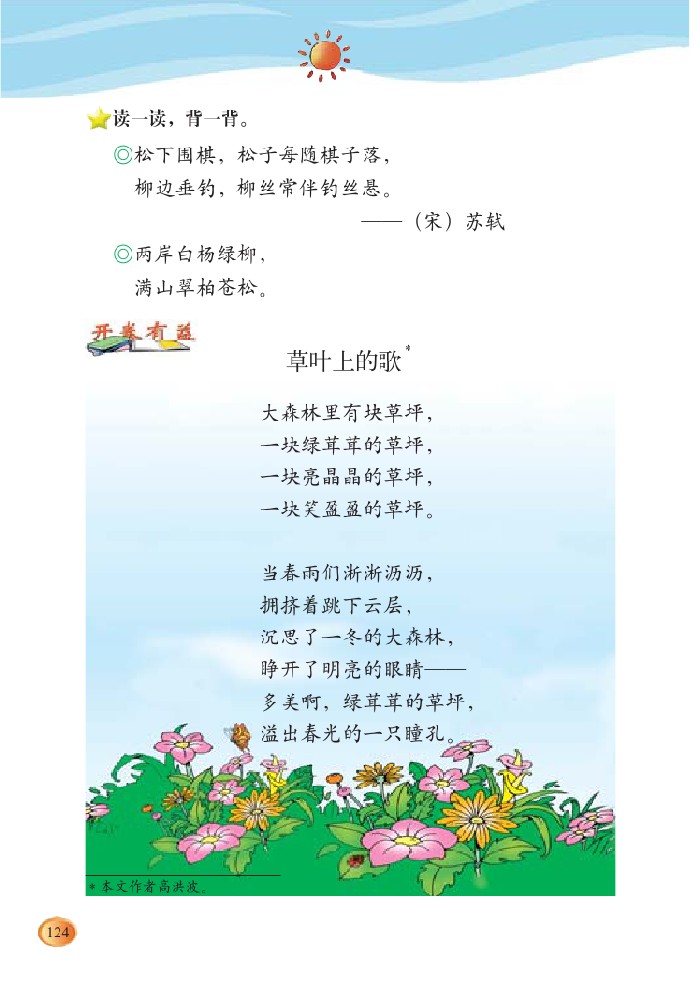 读一读，背一背。
◎松下围棋，松子每随棋子落，
柳边垂钓，柳丝常伴钓丝悬。
——（宋）苏轼
◎两岸白杨绿柳，
满山翠柏苍松。
开卷有益
草叶上的歌*
大森林里有块草坪，
一块绿茸茸的草坪，
一块亮晶晶的草坪，
一块笑盈盈的草坪。
当春雨们淅淅沥沥，
拥挤着跳下云层，
沉思了一冬的大森林，
睁开了明亮的眼睛——
多美啊，绿茸茸的草坪，
溢出春光的一只瞳孔。
*本文作者高洪波。
124